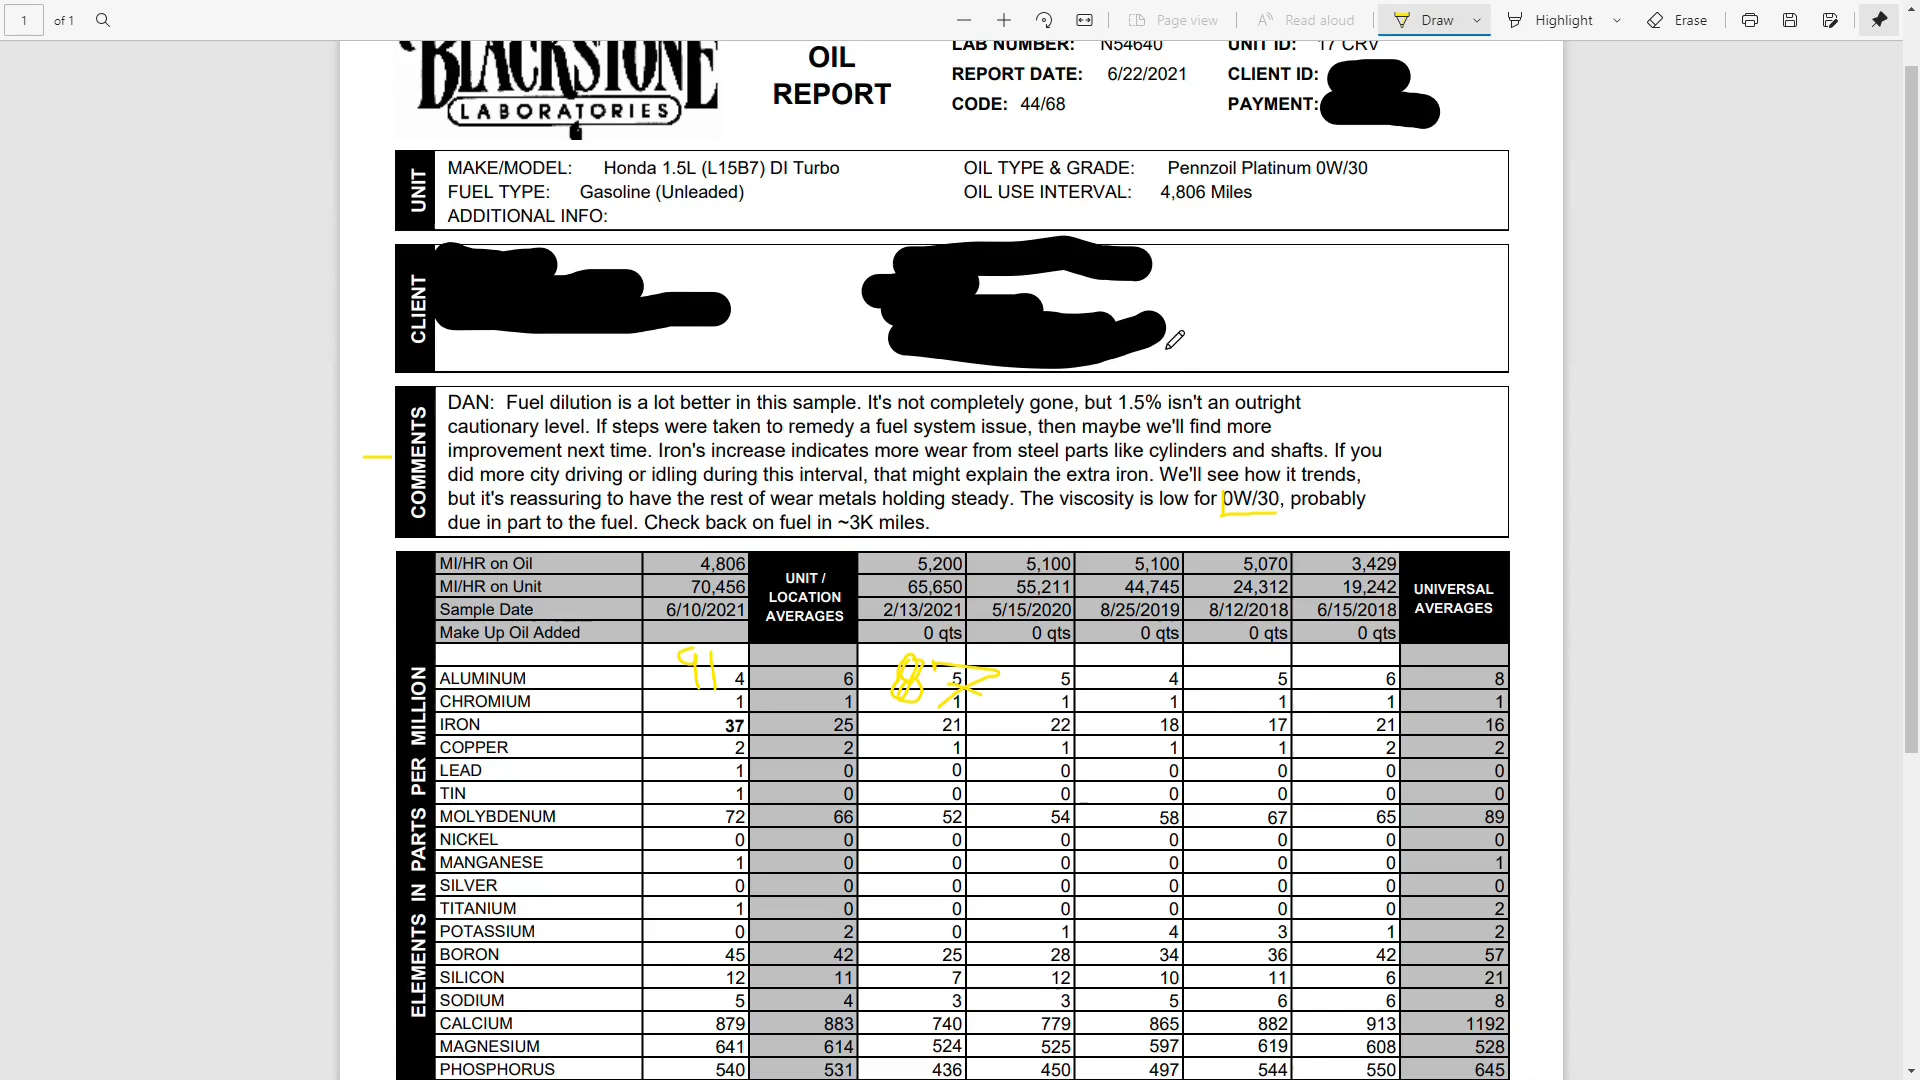 1 of 1 Page view Read aloud Draw Highlight Erase
BLACKSTONE
LABORATORIES
OIL
REPORT
LAB NUMBER: N54640
REPORT DATE: 6/22/2021
CODE: 44/68
UNIT ID: 17 CRV
CLIENT ID:
PAYMENT:
UNIT
MAKE/MODEL: Honda 1.5L (L15B7) DI Turbo
FUEL TYPE: Gasoline (Unleaded)
ADDITIONAL INFO:
OIL TYPE & GRADE: Pennzoil Platinum 0W/30
OIL USE INTERVAL: 4,806 Miles
CLIENT
COMMENTS
DAN: Fuel dilution is a lot better in this sample. It's not completely gone, but 1.5% isn't an outright
cautionary level. If steps were taken to remedy a fuel system issue, then maybe we'll find more
improvement next time. Iron's increase indicates more wear from steel parts like cylinders and shafts. If you
did more city driving or idling during this interval, that might explain the extra iron. We'll see how it trends,
but it's reassuring to have the rest of wear metals holding steady. The viscosity is low for 0W/30, probably
due in part to the fuel. Check back on fuel in ~3K miles.
MI/HR on Oil 4,806 5,200 5,100 5,100 5,070 3,429
MI/HR on Unit 70,456 65,650 55,211 44,745 24,312 19,242
Sample Date 6/10/2021 2/13/2021 5/15/2020 8/25/2019 8/12/2018 6/15/2018
Make Up Oil Added 0 qts 0 qts 0 qts 0 qts 0 qts
UNIT /
LOCATION
AVERAGES
UNIVERSAL
AVERAGES
91 87
ELEMENTS IN PARTS PER MILLION
ALUMINUM 4 6 5 5 4 5 6 8
CHROMIUM 1 1 1 1 1 1 1 1
IRON 37 25 21 22 18 17 21 16
COPPER 2 2 1 1 1 1 2 2
LEAD 1 0 0 0 0 0 0 0
TIN 1 0 0 0 0 0 0 0
MOLYBDENUM 72 66 52 54 58 67 65 89
NICKEL 0 0 0 0 0 0 0 0
MANGANESE 1 0 0 0 0 0 0 1
SILVER 0 0 0 0 0 0 0 0
TITANIUM 1 0 0 0 0 0 0 2
POTASSIUM 0 2 0 1 4 3 1 2
BORON 45 42 25 28 34 36 42 57
SILICON 12 11 7 12 10 11 6 21
SODIUM 5 4 3 3 5 6 6 8
CALCIUM 879 883 740 779 865 882 913 1192
MAGNESIUM 641 614 524 525 597 619 608 528
PHOSPHORUS 540 531 436 450 497 544 550 645